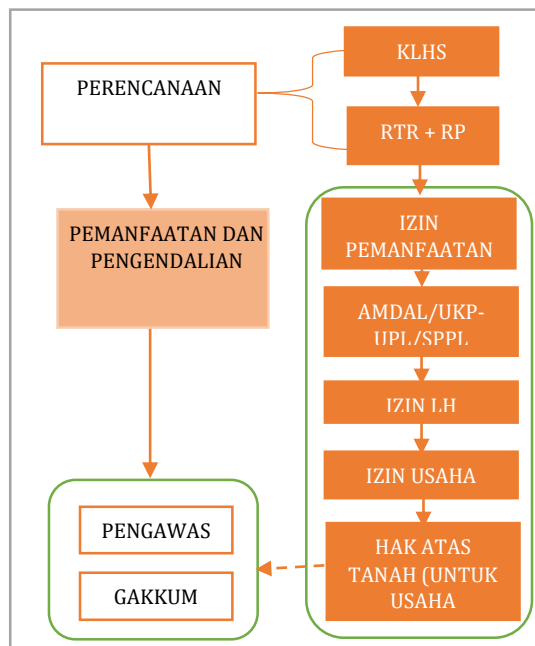 PERENCANAAN
KLHS
RTR + RP
PEMANFAATAN DAN
PENGENDALIAN
IZIN
PEMANFAATAN
AMDAL/UKP-
UPL/SPPL
IZIN LH
IZIN USAHA
HAK ATAS
TANAH (UNTUK
USAHA
PENGAWAS
GAKKUM